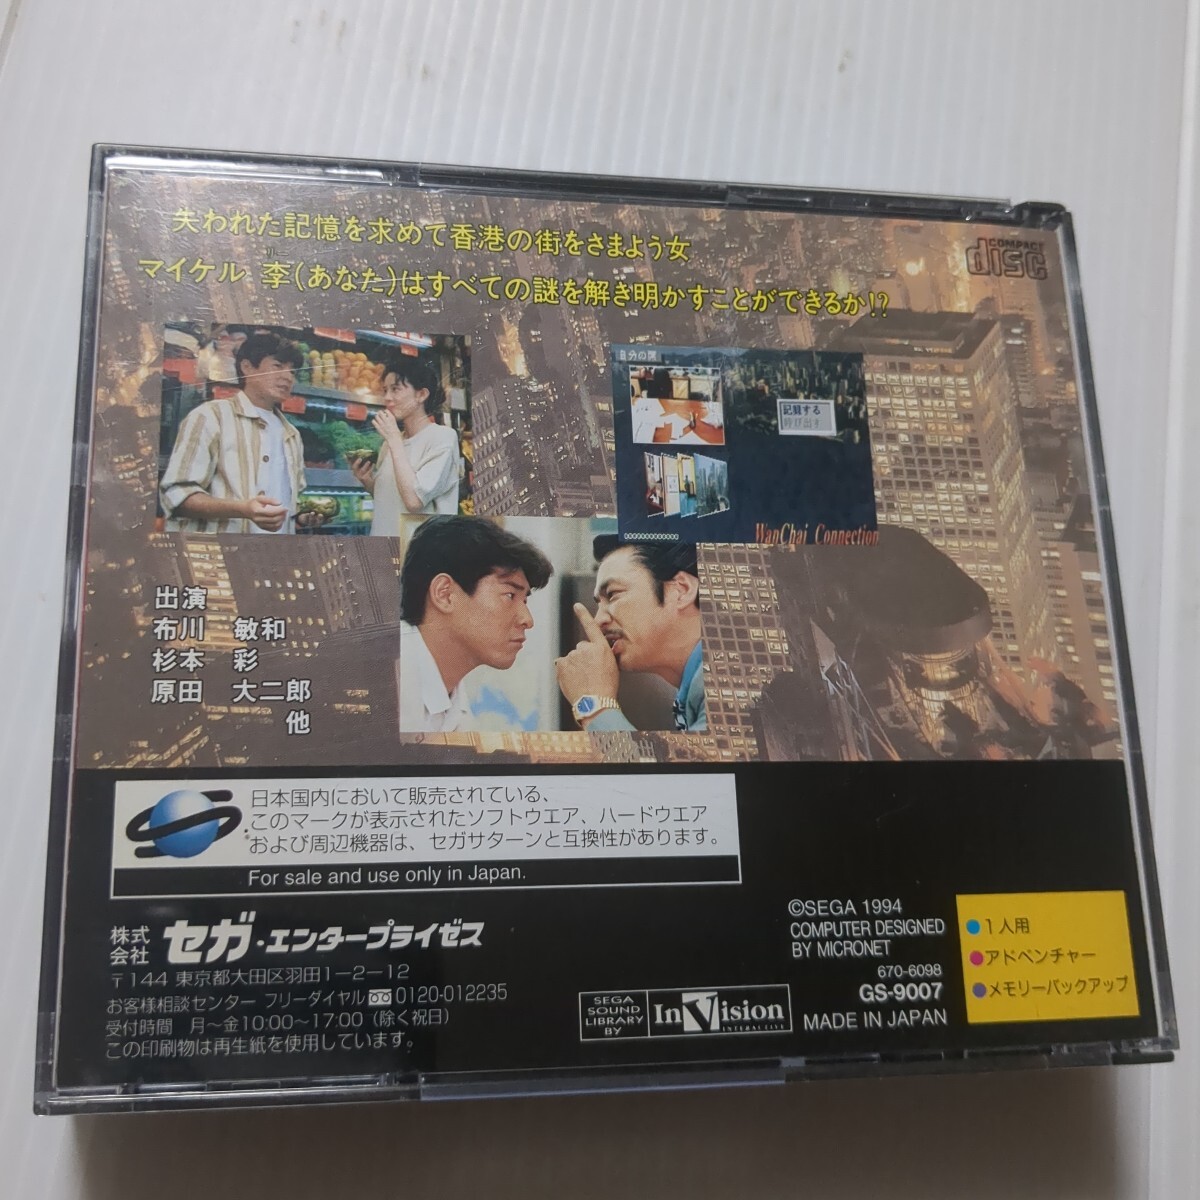 失われた記憶を求めて香港の街をさまよう女
リー
マイケル 李(あなた)はすべての謎を解き明かすことができるか!?
COMPACT
disc
自分の間
記録する
呼び出す
WanChai Connection
出演
布川 敏和
杉本 彩
原田 大二郎
他
日本国内において販売されている、
このマークが表示されたソフトウエア、ハードウエア
および周辺機器は、セガサターンと互換性があります。
For sale and use only in Japan.
株式会社 セガ・エンタープライゼス
〒144 東京都大田区羽田1-2-12
お客様相談センター フリーダイヤル 0120-012235
受付時間 月〜金10:00〜17:00(除く祝日)
この印刷物は再生紙を使用しています。
SEGA
SOUND
LIBRARY
BY
InVision
INTERACTIVE
©SEGA 1994
COMPUTER DESIGNED
BY MICRONET
670-6098
GS-9007
MADE IN JAPAN
●1人用
●アドベンチャー
●メモリーバックアップ